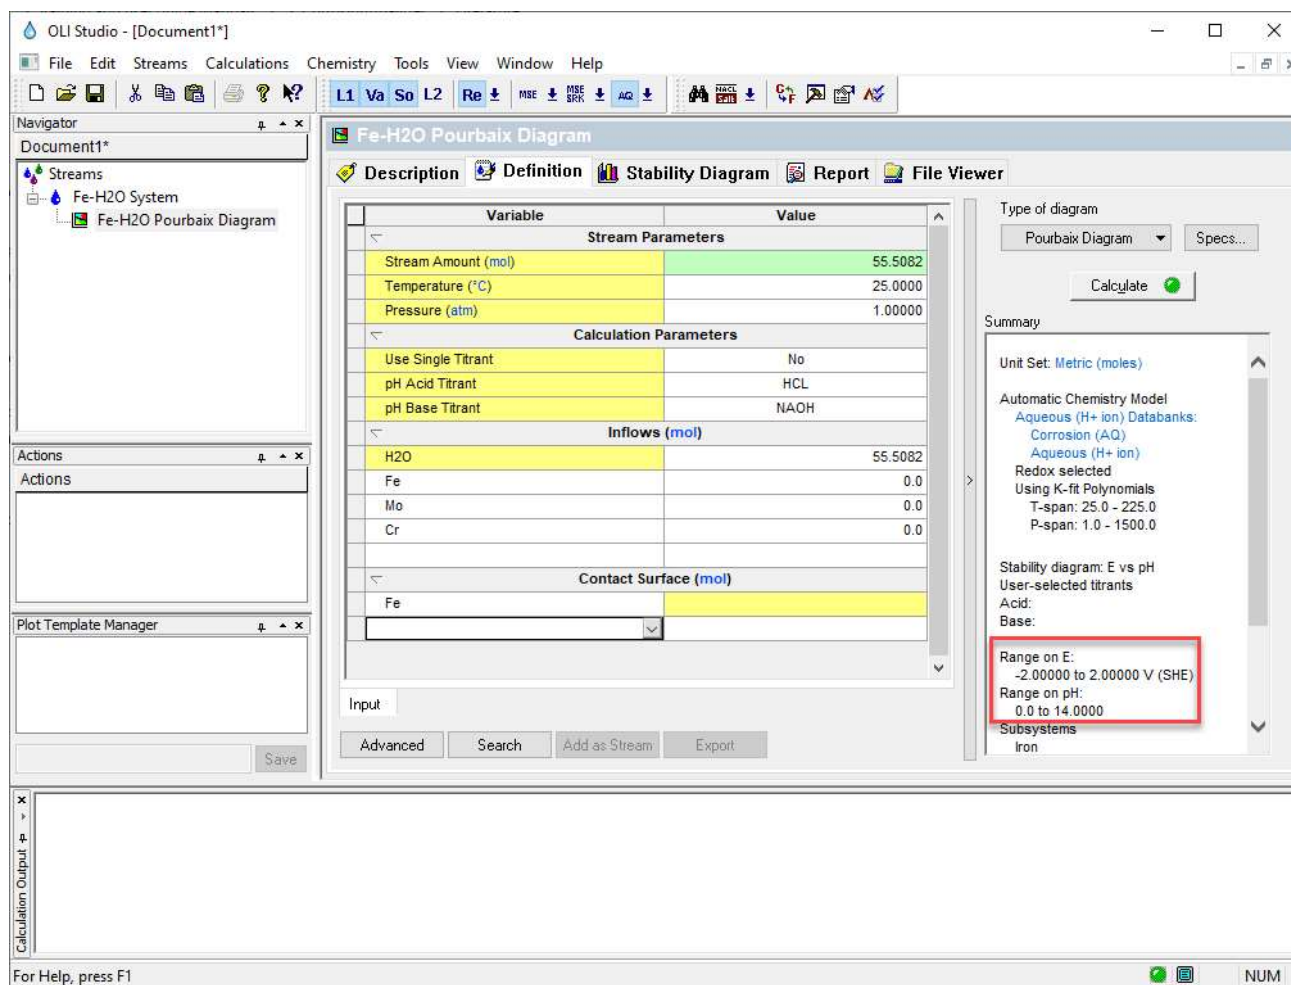 OLI Studio - [Document1*]
File Edit Streams Calculations Chemistry Tools View Window Help
L1 Va So L2 Re MSE MSE SRK AQ
Navigator
Document1*
Streams
Fe-H2O System
Fe-H2O Pourbaix Diagram
Actions
Actions
Plot Template Manager
Save
Fe-H2O Pourbaix Diagram
Description Definition Stability Diagram Report File Viewer
Variable Value
Stream Parameters
Stream Amount (mol) 55.5082
Temperature (°C) 25.0000
Pressure (atm) 1.00000
Calculation Parameters
Use Single Titrant No
pH Acid Titrant HCL
pH Base Titrant NAOH
Inflows (mol)
H2O 55.5082
Fe 0.0
Mo 0.0
Cr 0.0
Contact Surface (mol)
Fe
Input
Advanced Search Add as Stream Export
Type of diagram
Pourbaix Diagram Specs...
Calculate
Summary
Unit Set: Metric (moles)
Automatic Chemistry Model
Aqueous (H+ ion) Databanks:
Corrosion (AQ)
Aqueous (H+ ion)
Redox selected
Using K-fit Polynomials
T-span: 25.0 - 225.0
P-span: 1.0 - 1500.0
Stability diagram: E vs pH
User-selected titrants
Acid:
Base:
Range on E:
-2.00000 to 2.00000 V (SHE)
Range on pH:
0.0 to 14.0000
Subsystems
Iron
Calculation Output
For Help, press F1
NUM